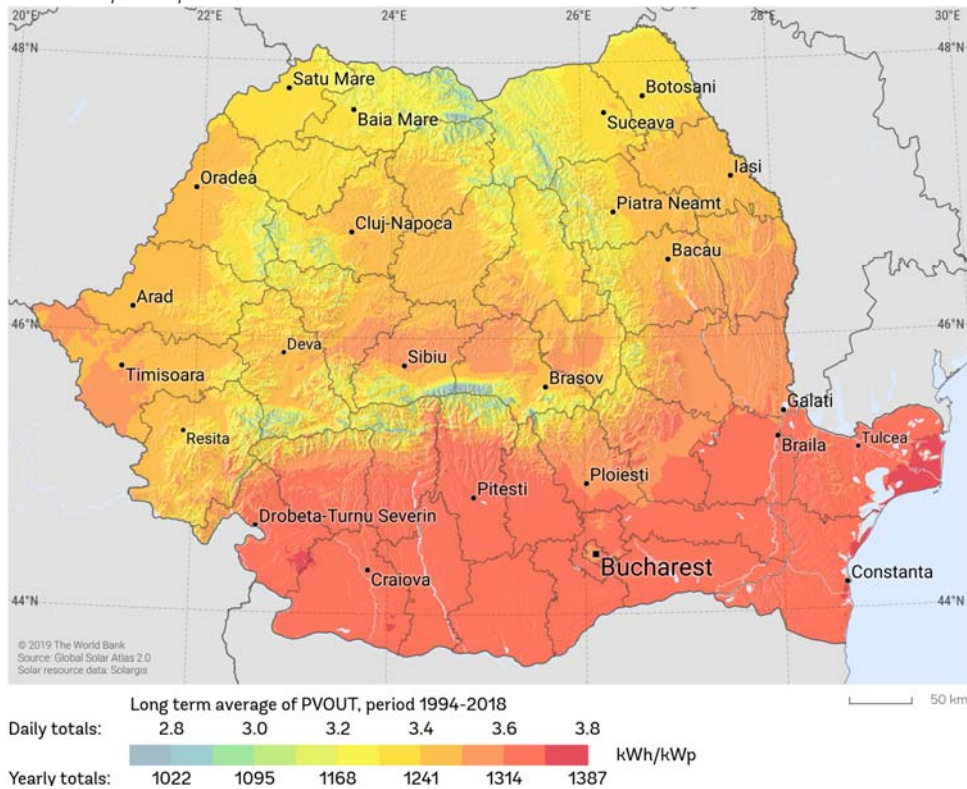 20°E 22°E 24°E 26°E 28°E 30°E
48°N 48°N
Satu Mare
Botosani
Baia Mare
Suceava
Iasi
Oradea
Piatra Neamt
Cluj-Napoca
Bacau
Arad
46°N 46°N
Deva
Sibiu
Timisoara
Brasov
Galati
Resita
Braila
Tulcea
Ploiesti
Pitesti
Drobeta-Turnu Severin
Bucharest
Craiova
Constanta
44°N 44°N
© 2019 The World Bank
Source: Global Solar Atlas 2.0
Solar resource data: Solargis
50 km
Long term average of PVOUT, period 1994-2018
Daily totals: 2.8 3.0 3.2 3.4 3.6 3.8
kWh/kWp
Yearly totals: 1022 1095 1168 1241 1314 1387